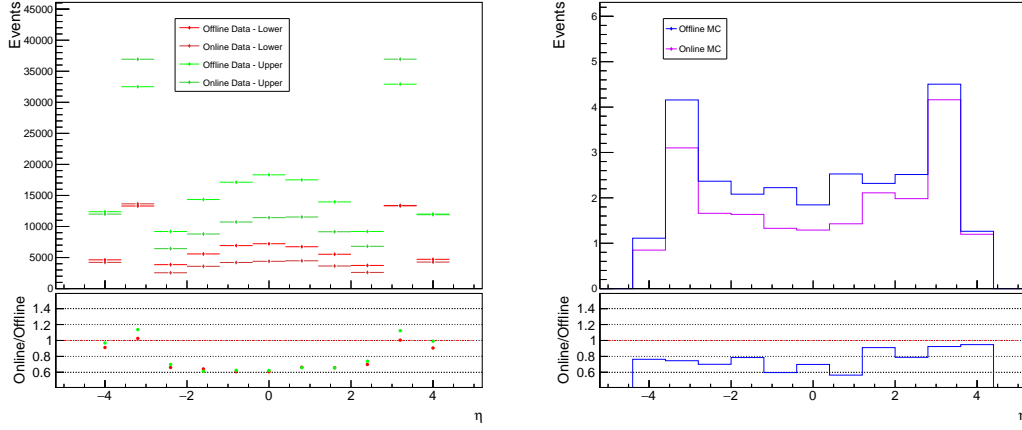 Events
45000
40000
35000
30000
25000
20000
15000
10000
5000
0
Offline Data - Lower
Online Data - Lower
Offline Data - Upper
Online Data - Upper
Online/Offline
1.4
1.2
1
0.8
0.6
−4 −2 0 2 4
η
Events
6
5
4
3
2
1
0
Offline MC
Online MC
Online/Offline
1.4
1.2
1
0.8
0.6
−4 −2 0 2 4
η